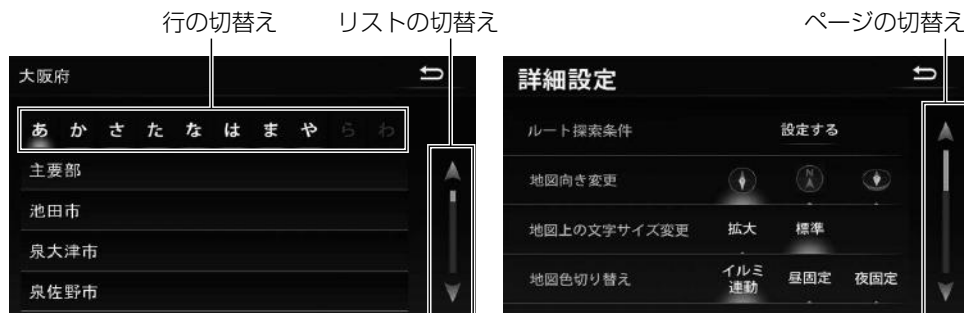 行の切替え リストの切替え ページの切替え
大阪府
あ か さ た な は ま や ら わ
主要部
池田市
泉大津市
泉佐野市
詳細設定
ルート探索条件 設定する
地図向き変更 N
地図上の文字サイズ変更 拡大 標準
地図色切り替え イルミ連動 昼固定 夜固定